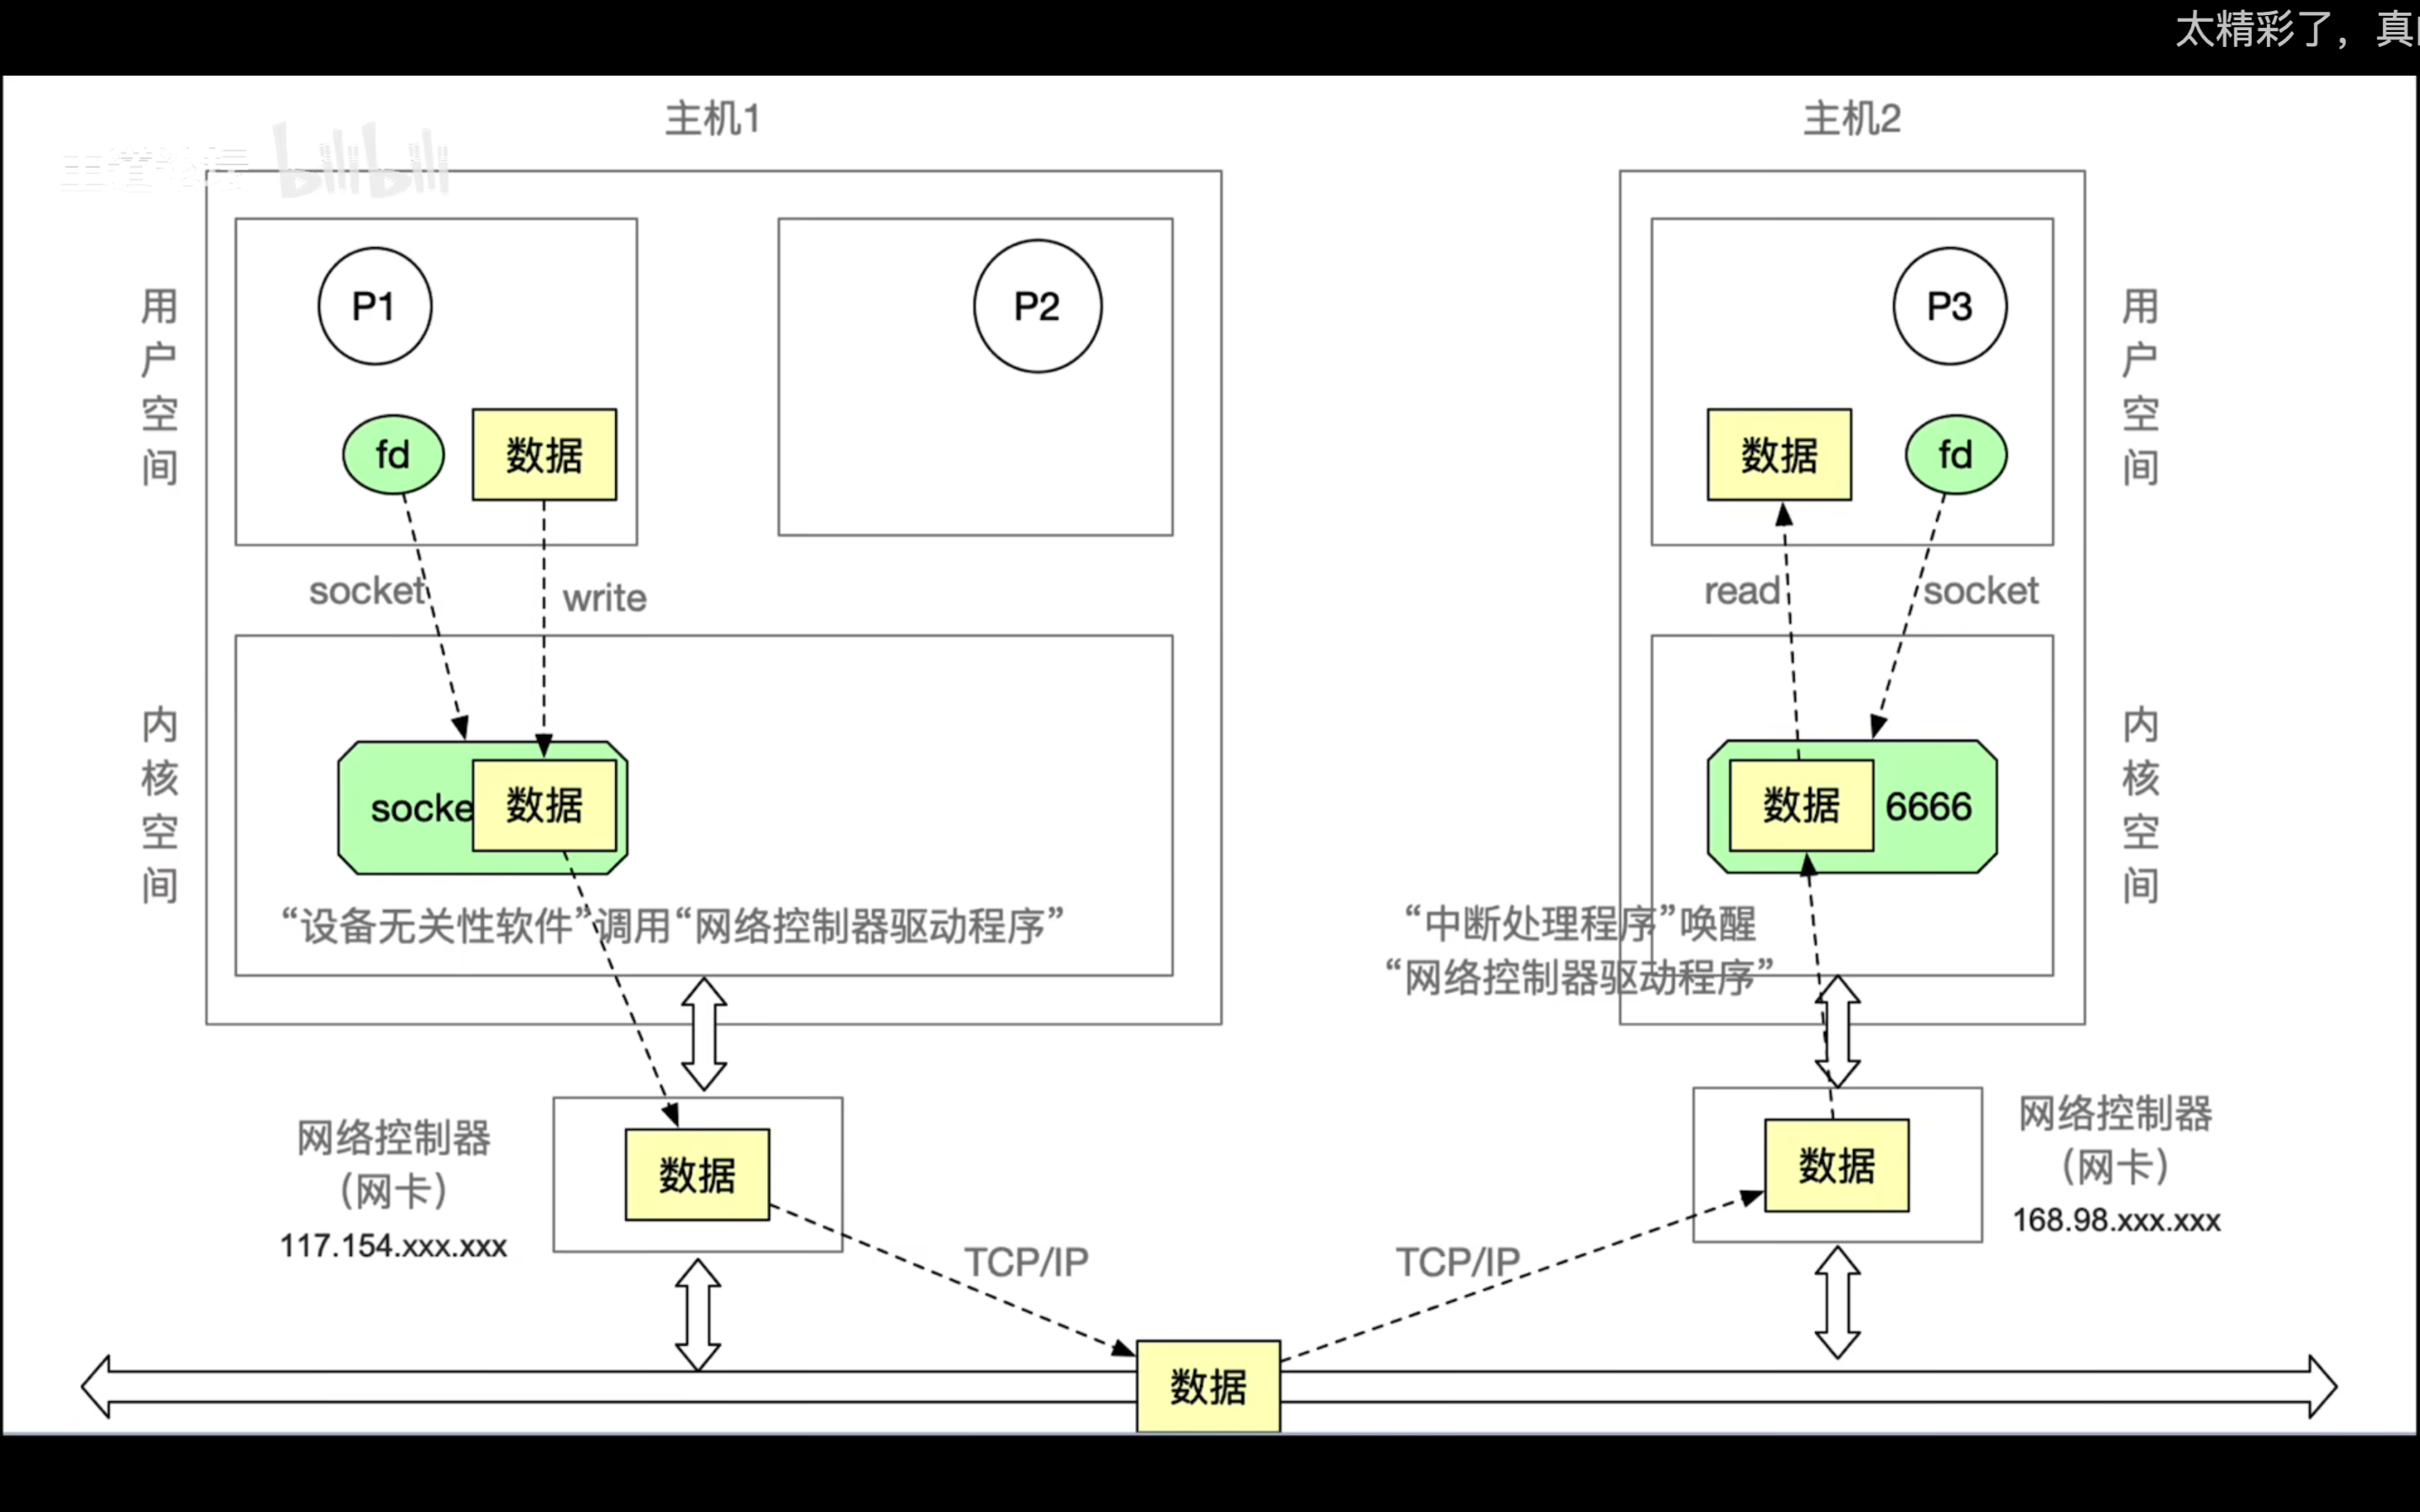 太精彩了，真
主机1
主机2
王道论坛
bilibili
P1
P2
P3
用户空间
用户空间
fd
数据
数据
fd
socket
write
read
socket
内核空间
内核空间
socke
数据
数据
6666
“设备无关性软件”调用“网络控制器驱动程序”
“中断处理程序”唤醒
“网络控制器驱动程序”
网络控制器
（网卡）
117.154.xxx.xxx
数据
数据
网络控制器
（网卡）
168.98.xxx.xxx
TCP/IP
TCP/IP
数据